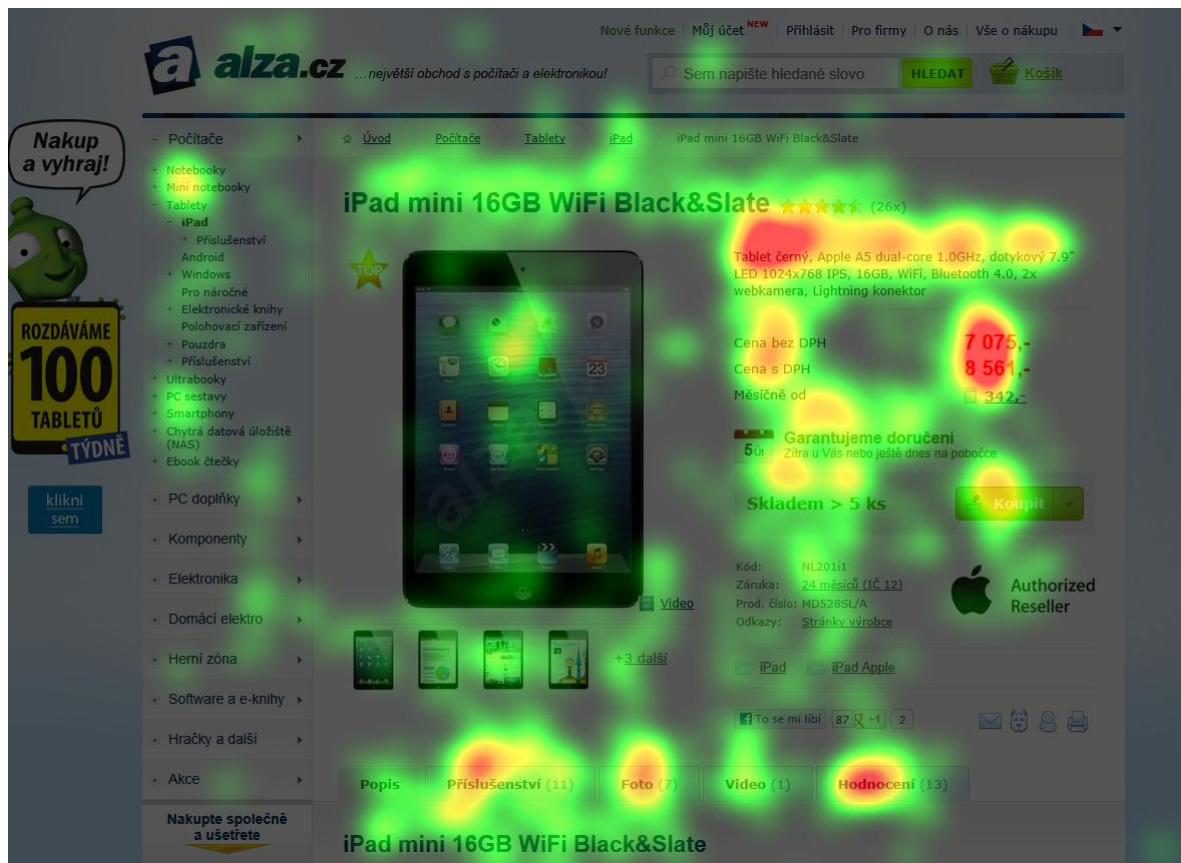 Nové funkce Můj účet NEW Přihlásit Pro firmy O nás Vše o nákupu
a alza.cz ...největší obchod s počítači a elektronikou!
Sem napište hledané slovo HLEDAT Košík
Nakup
a vyhraj!
ROZDÁVÁME
100
TABLETŮ
TÝDNĚ
klikni
sem
Počítače
Notebooky
Mini notebooky
Tablety
iPad
Příslušenství
Android
Windows
Pro náročné
Elektronické knihy
Polohovací zařízení
Pouzdra
Příslušenství
Ultrabooky
PC sestavy
Smartphony
Chytrá datová úložiště
(NAS)
Ebook čtečky
PC doplňky
Komponenty
Elektronika
Domácí elektro
Herní zóna
Software a e-knihy
Hračky a další
Akce
Nakupte společně
a ušetřete
Úvod Počítače Tablety iPad iPad mini 16GB WiFi Black&Slate
iPad mini 16GB WiFi Black&Slate (26x)
TOP
23
alza
Video
+3 další
Tablet černý, Apple A5 dual-core 1.0GHz, dotykový 7.9"
LED 1024x768 IPS, 16GB, WiFi, Bluetooth 4.0, 2x
webkamera, Lightning konektor
Cena bez DPH 7 075,-
Cena s DPH 8 561,-
Měsíčně od 342,-
5 Út Garantujeme doručení
Zítra u Vás nebo ještě dnes na pobočce
Skladem > 5 ks Koupit
Kód: NL201i1
Záruka: 24 měsíců (IČ 12)
Prod. číslo: MD528SL/A
Odkazy: Stránky výrobce
Authorized
Reseller
iPad iPad Apple
To se mi líbí 87 +1 2
Popis Příslušenství (11) Foto (7) Video (1) Hodnocení (13)
iPad mini 16GB WiFi Black&Slate